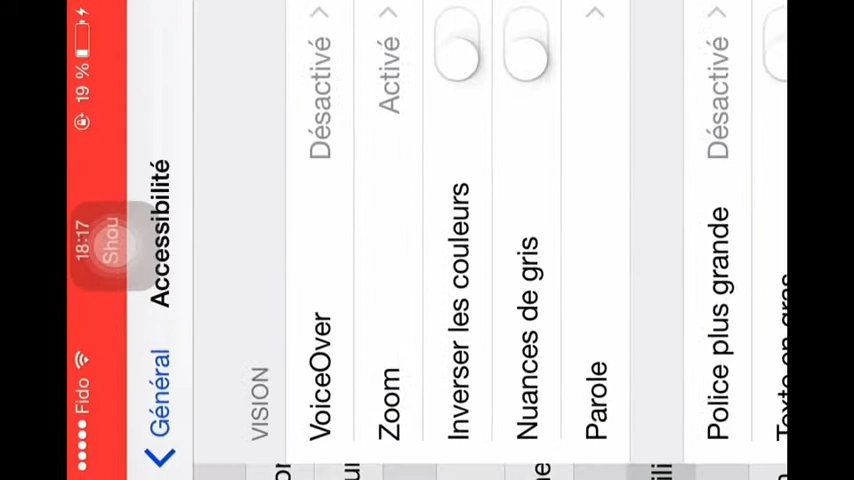 Fido 18:17 19 %
Shou
Général Accessibilité
VISION
VoiceOver Désactivé
Zoom Activé
Inverser les couleurs
Nuances de gris
Parole
Police plus grande Désactivé
Texte en gras